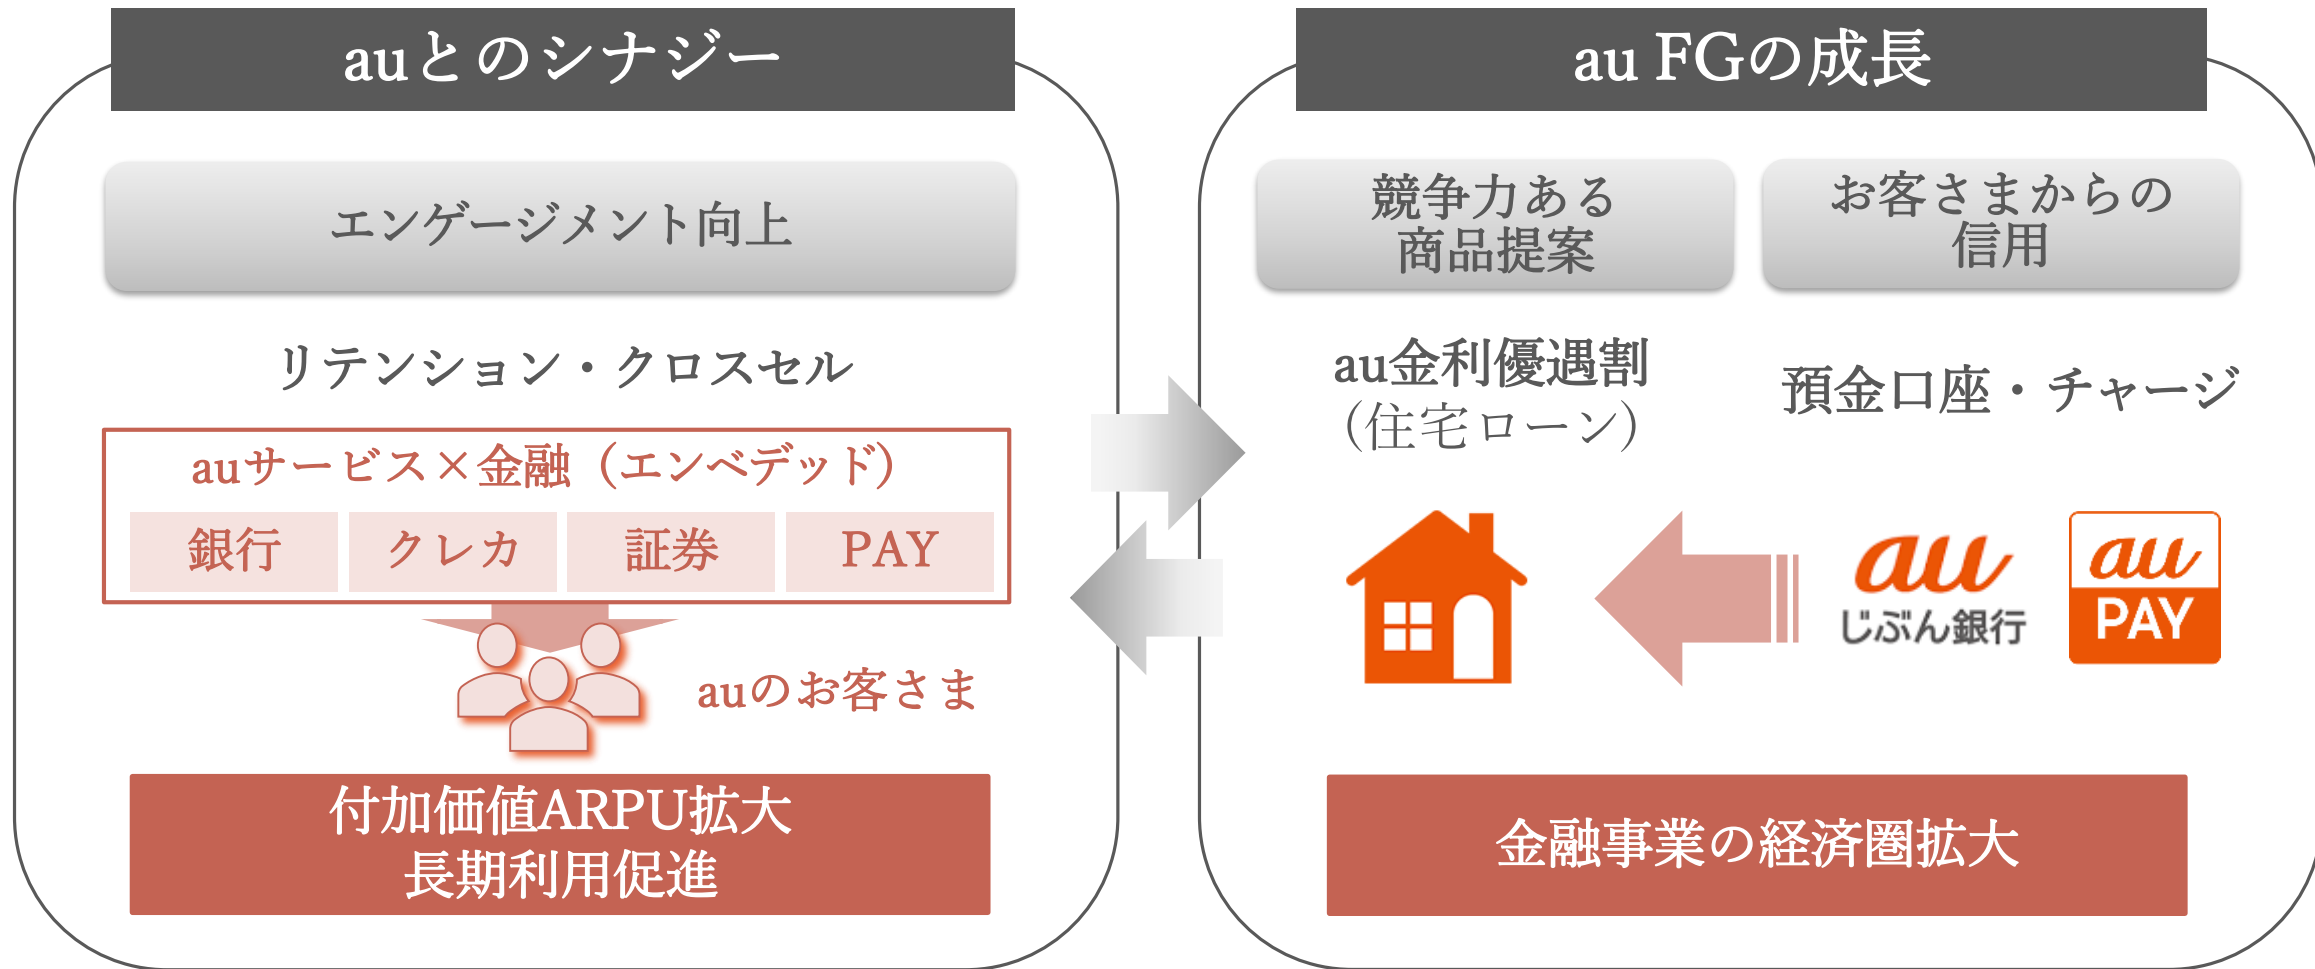 auとのシナジー
エンゲージメント向上
リテンション・クロスセル
auサービス×金融（エンベデッド）
銀行
クレカ
証券
PAY
auのお客さま
付加価値ARPU拡大
長期利用促進
au FGの成長
競争力ある
商品提案
お客さまからの
信用
au金利優遇割
（住宅ローン）
預金口座・チャージ
au
じぶん銀行
au
PAY
金融事業の経済圏拡大